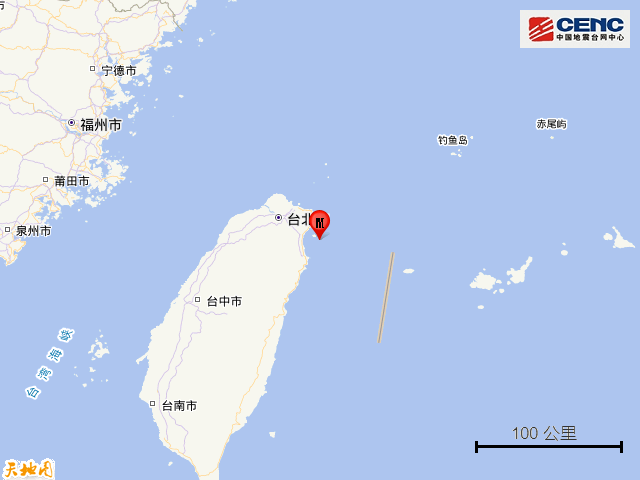 CENC
中国地震台网中心
宁德市
福州市
赤尾屿
钓鱼岛
莆田市
台北
M
泉州市
台中市
台湾海峡
台南市
100 公里
天地图